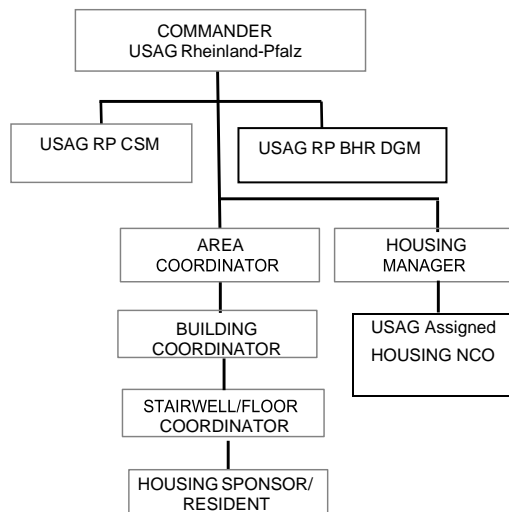 COMMANDER
USAG Rheinland-Pfalz
USAG RP CSM
USAG RP BHR DGM
AREA
COORDINATOR
HOUSING
MANAGER
BUILDING
COORDINATOR
USAG Assigned
HOUSING NCO
STAIRWELL/FLOOR
COORDINATOR
HOUSING SPONSOR/
RESIDENT